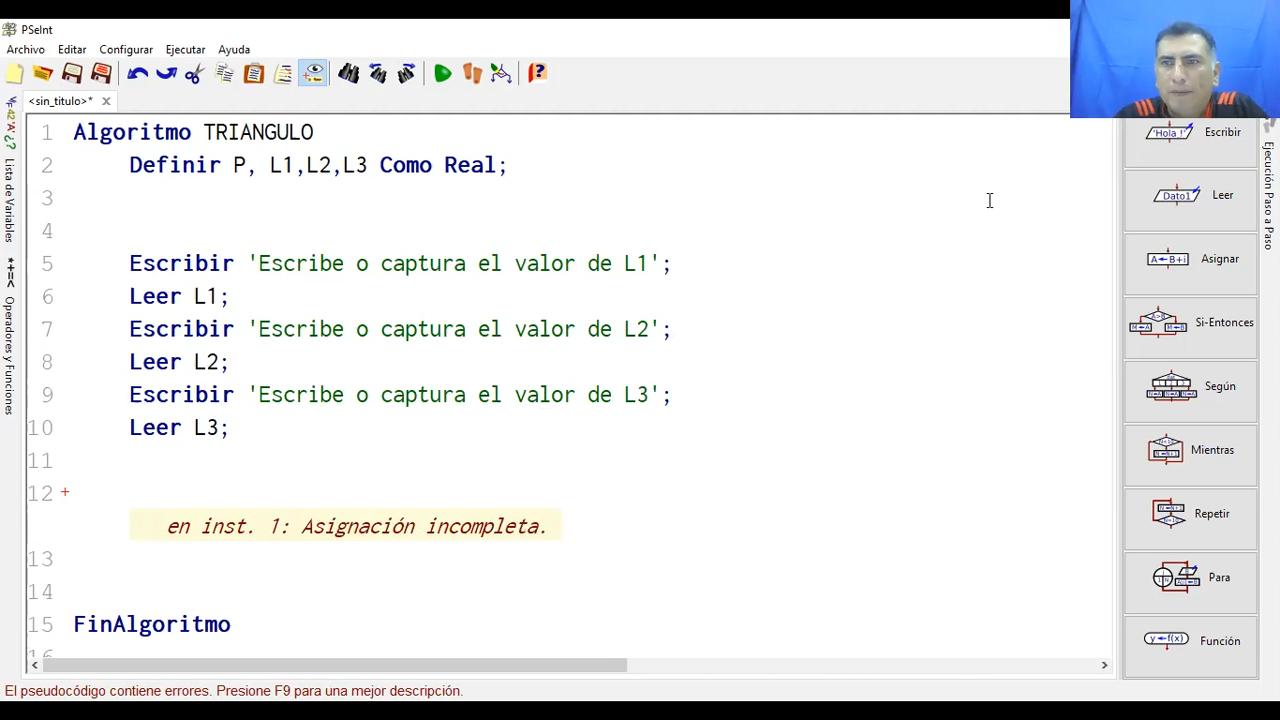 PSeInt
Archivo Editar Configurar Ejecutar Ayuda
<sin_titulo>*
1 Algoritmo TRIANGULO
2 Definir P, L1,L2,L3 Como Real;
3
4
5 Escribir 'Escribe o captura el valor de L1';
6 Leer L1;
7 Escribir 'Escribe o captura el valor de L2';
8 Leer L2;
9 Escribir 'Escribe o captura el valor de L3';
10 Leer L3;
11
12
en inst. 1: Asignación incompleta.
13
14
15 FinAlgoritmo
16
El pseudocódigo contiene errores. Presione F9 para una mejor descripción.
Lista de Variables
*+=< Operadores y Funciones
'Hola !' Escribir
Dato1 Leer
A←B+i Asignar
Si-Entonces
Según
Mientras
Repetir
Para
y←f(x) Función
Ejecución Paso a Paso